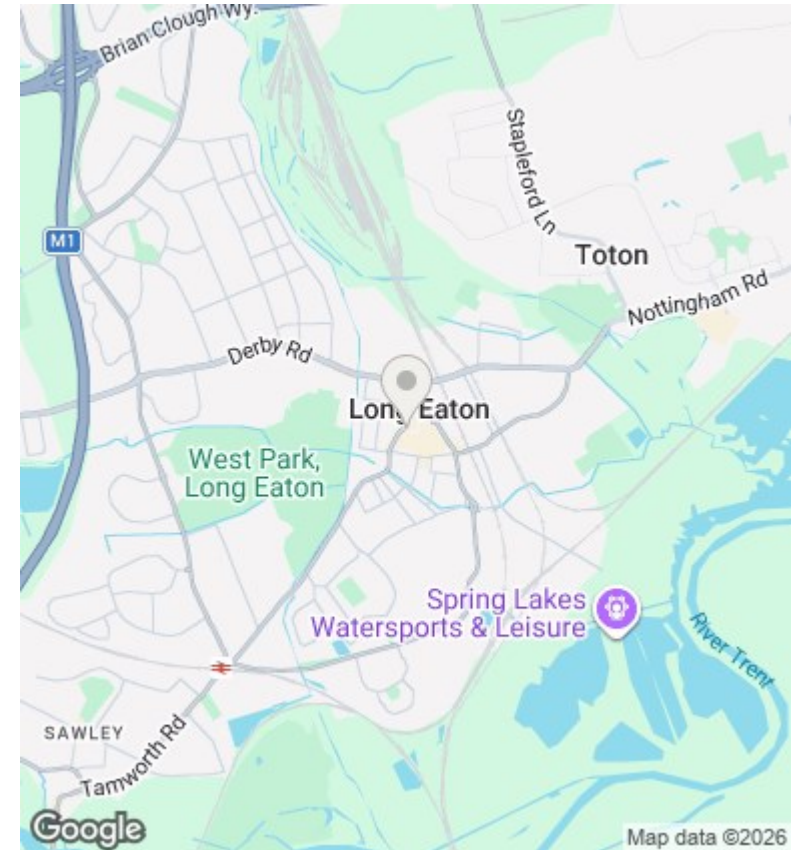 Brian Clough Wy.
Stapleford Ln
M1
Toton
Nottingham Rd
Derby Rd
Long Eaton
West Park,
Long Eaton
Spring Lakes
Watersports & Leisure
River Trent
SAWLEY
Tamworth Rd
Google
Map data ©2026